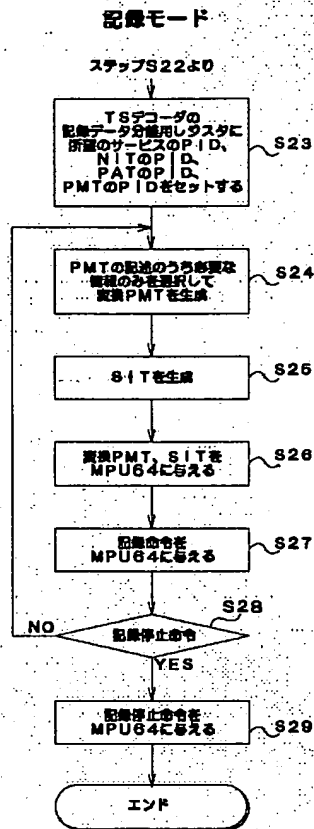 記録モード
ステップS22より
TSデコーダの
記録データ分離用レジスタに
所望のサービスのPID、
NITのPID、
PATのPID、
PMTのPIDをセットする
S23
PMTの記述のうち必要な
情報のみを選択して
変換PMTを生成
S24
SITを生成
S25
変換PMT、SITを
MPU64に与える
S26
記録命令を
MPU64に与える
S27
S28
NO
記録停止命令
YES
記録停止命令を
MPU64に与える
S29
エンド